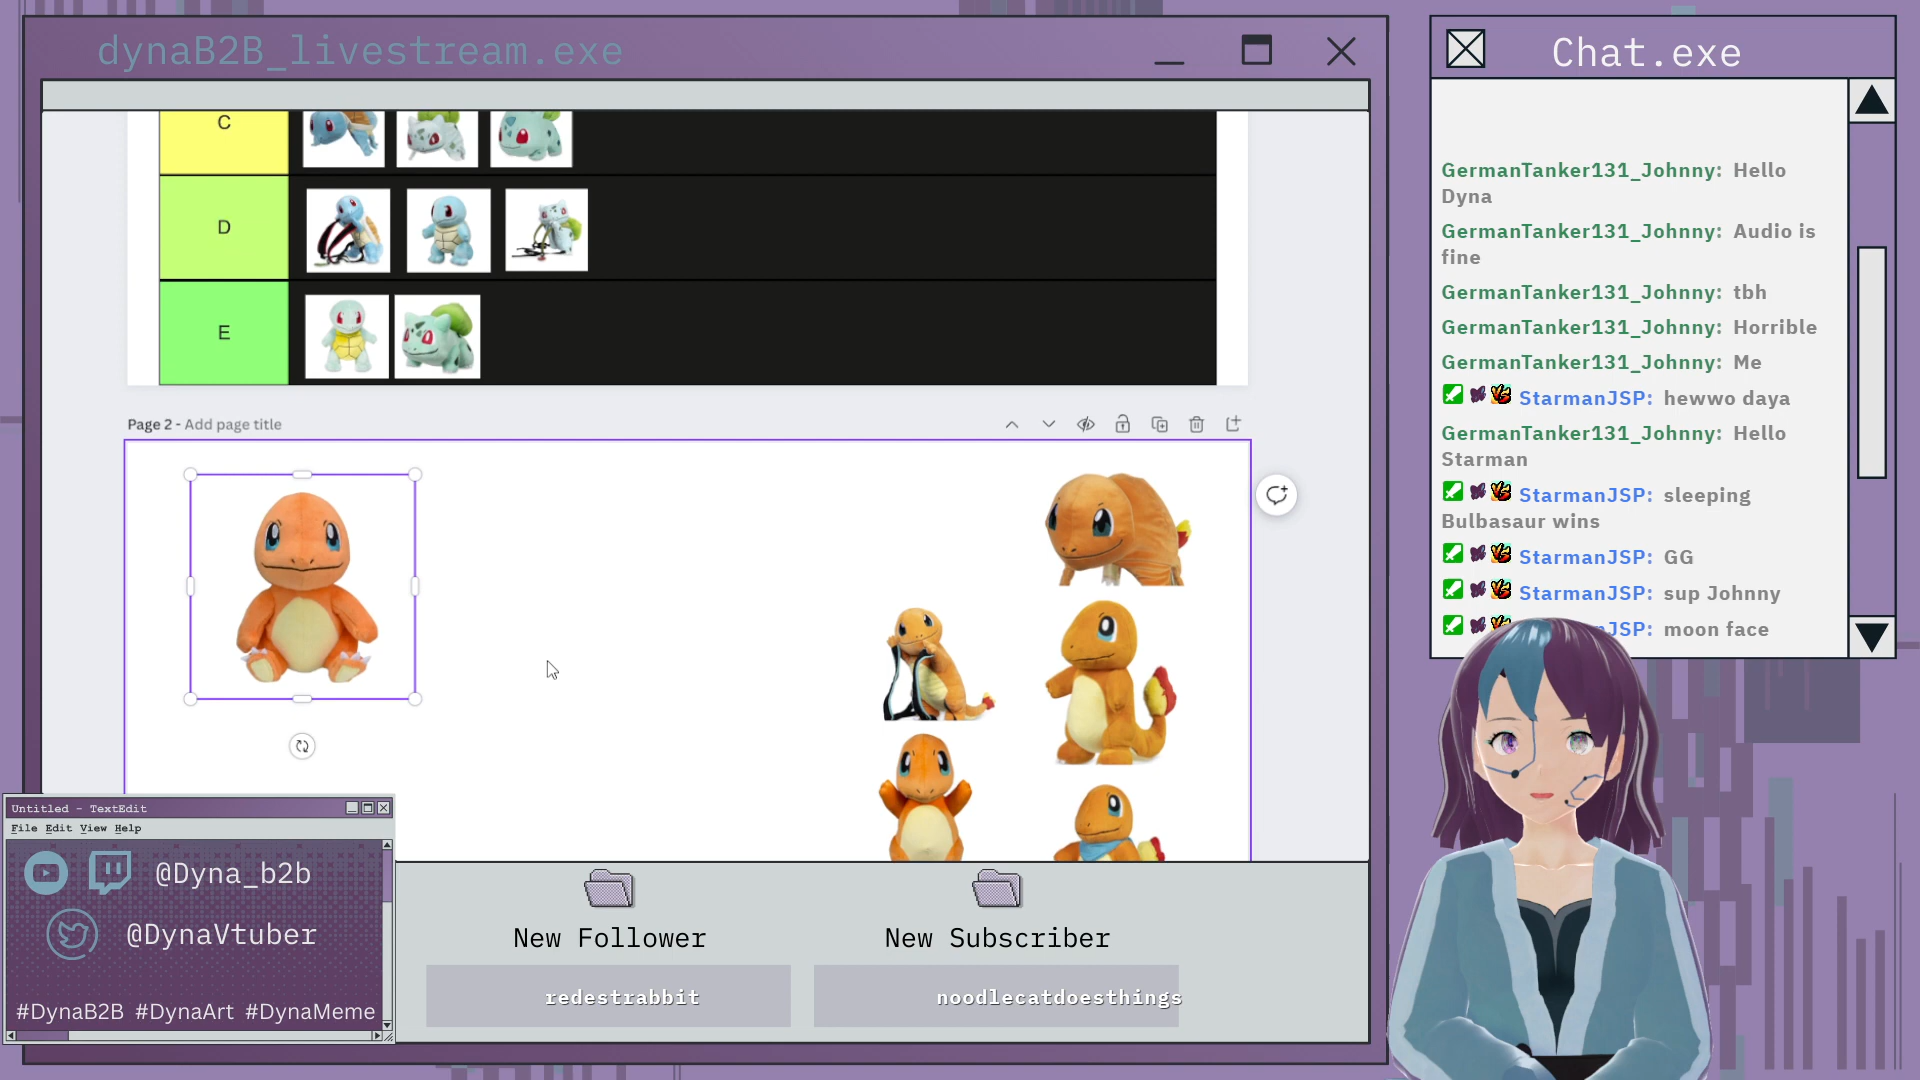 dynaB2B_livestream.exe
C
D
E
Page 2 - Add page title
Chat.exe
GermanTanker131_Johnny: Hello
Dyna
GermanTanker131_Johnny: Audio is
fine
GermanTanker131_Johnny: tbh
GermanTanker131_Johnny: Horrible
GermanTanker131_Johnny: Me
StarmanJSP: hewwo daya
GermanTanker131_Johnny: Hello
Starman
StarmanJSP: sleeping
Bulbasaur wins
StarmanJSP: GG
StarmanJSP: sup Johnny
JSP: moon face
Untitled - TextEdit
File Edit View Help
@Dyna_b2b
@DynaVtuber
#DynaB2B #DynaArt #DynaMeme
New Follower
redestrabbit
New Subscriber
noodlecatdoesthings